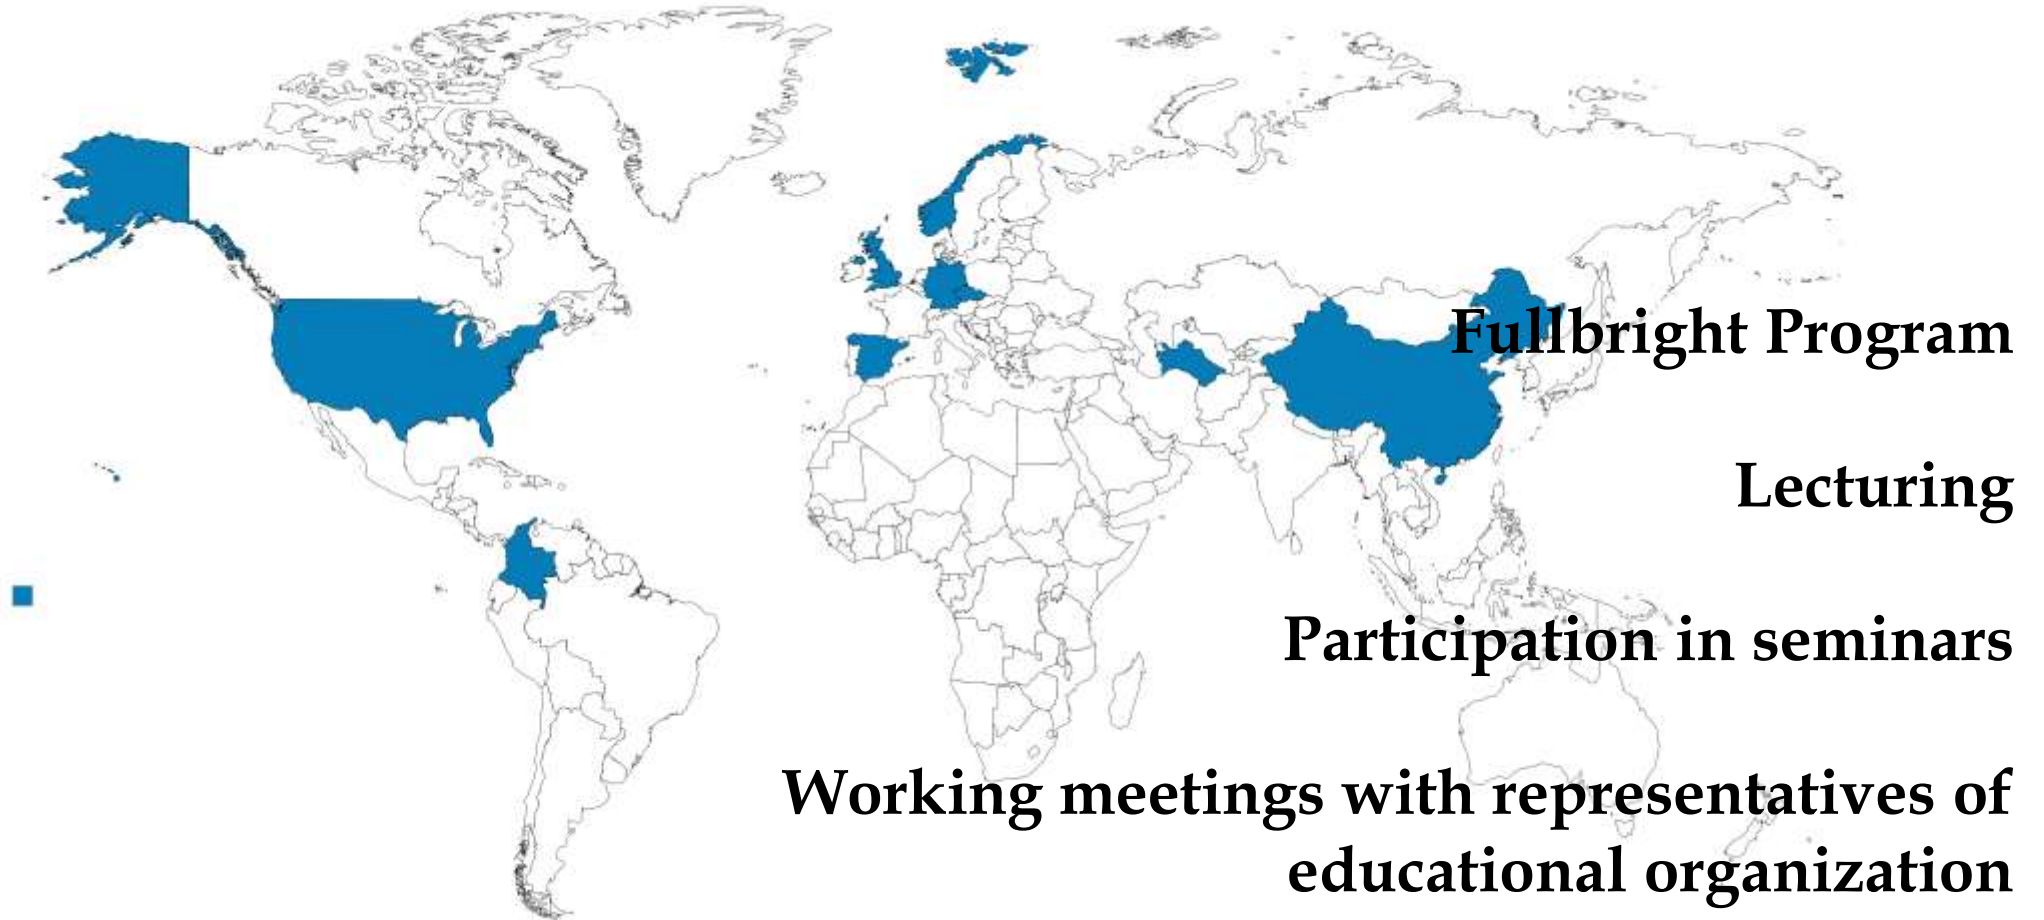 Fullbright Program
Lecturing
Participation in seminars
Working meetings with representatives of
educational organization